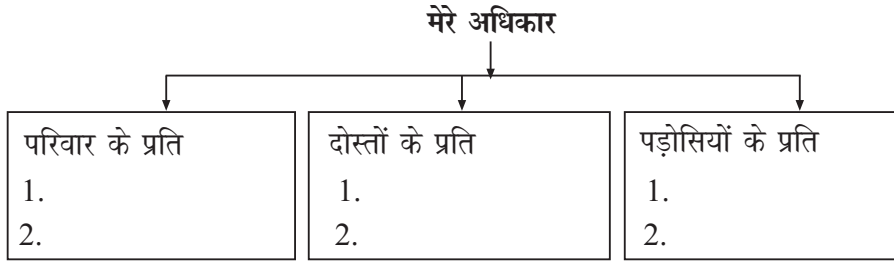 मेरे अधिकार
परिवार के प्रति
1.
2.
दोस्तों के प्रति
1.
2.
पड़ोसियों के प्रति
1.
2.